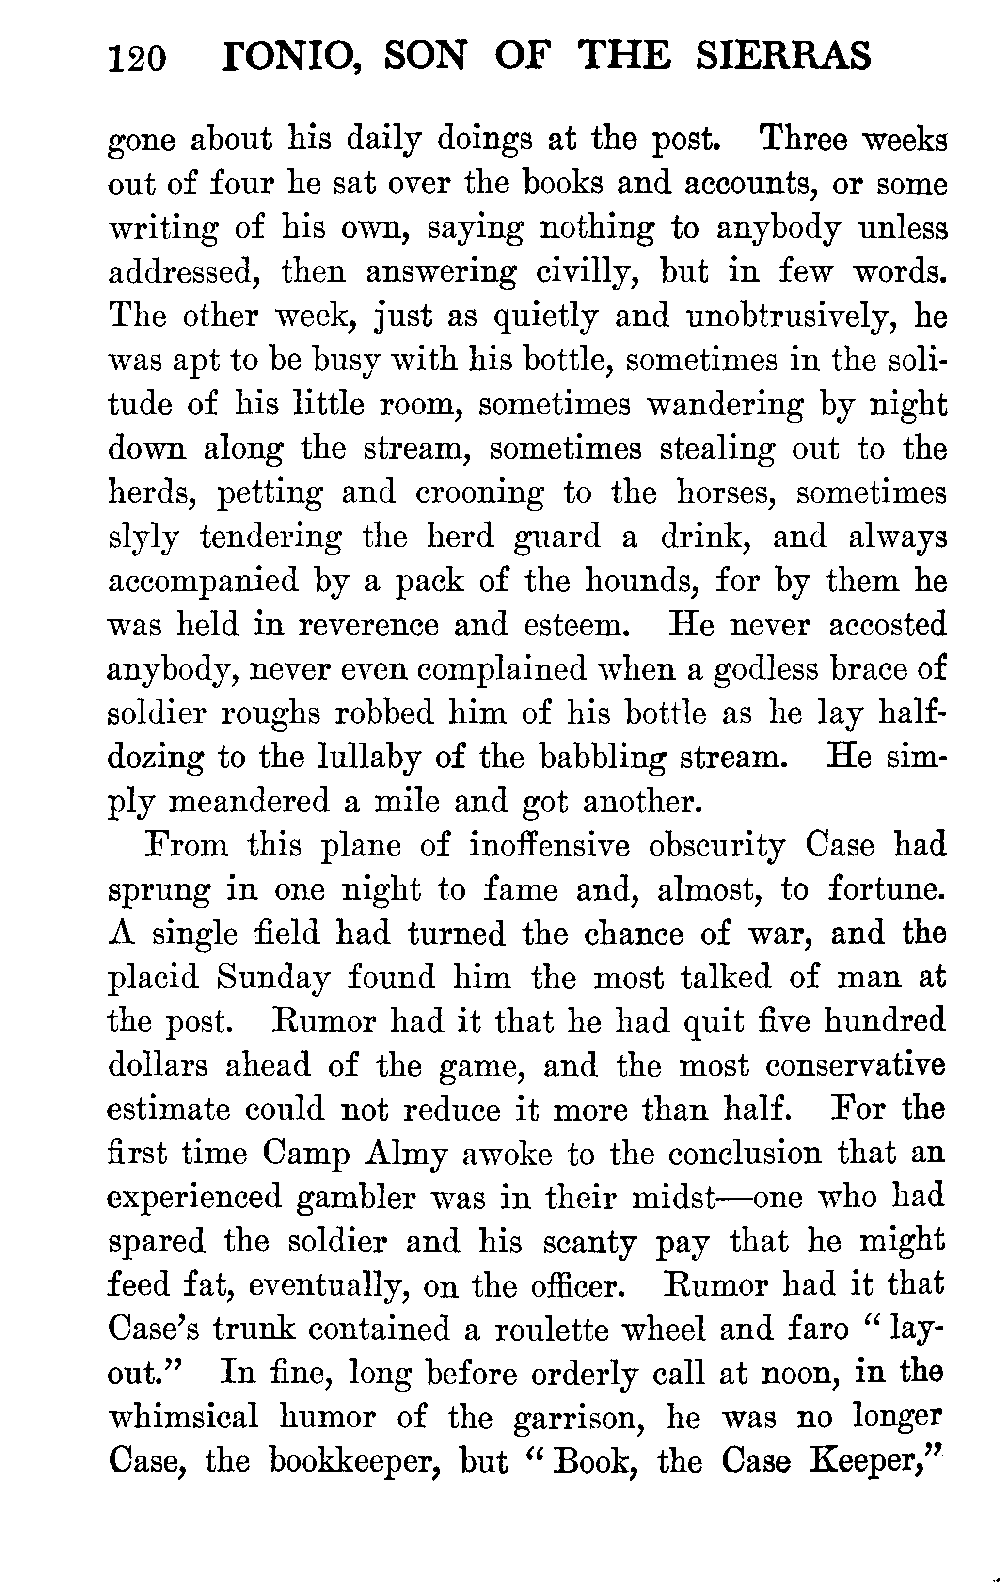 120 TONIO, SON OF THE SIERRAS
gone about his daily doings at the post. Three weeks
out of four he sat over the books and accounts, or some
writing of his own, saying nothing to anybody unless
addressed, then answering civilly, but in few words.
The other week, just as quietly and unobtrusively, he
was apt to be busy with his bottle, sometimes in the soli-
tude of his little room, sometimes wandering by night
down along the stream, sometimes stealing out to the
herds, petting and crooning to the horses, sometimes
slyly tendering the herd guard a drink, and always
accompanied by a pack of the hounds, for by them he
was held in reverence and esteem. He never accosted
anybody, never even complained when a godless brace of
soldier roughs robbed him of his bottle as he lay half-
dozing to the lullaby of the babbling stream. He sim-
ply meandered a mile and got another.
From this plane of inoffensive obscurity Case had
sprung in one night to fame and, almost, to fortune.
A single field had turned the chance of war, and the
placid Sunday found him the most talked of man at
the post. Rumor had it that he had quit five hundred
dollars ahead of the game, and the most conservative
estimate could not reduce it more than half. For the
first time Camp Almy awoke to the conclusion that an
experienced gambler was in their midst—one who had
spared the soldier and his scanty pay that he might
feed fat, eventually, on the officer. Rumor had it that
Case's trunk contained a roulette wheel and faro "lay-
out." In fine, long before orderly call at noon, in the
whimsical humor of the garrison, he was no longer
Case, the bookkeeper, but "Book, the Case Keeper,"